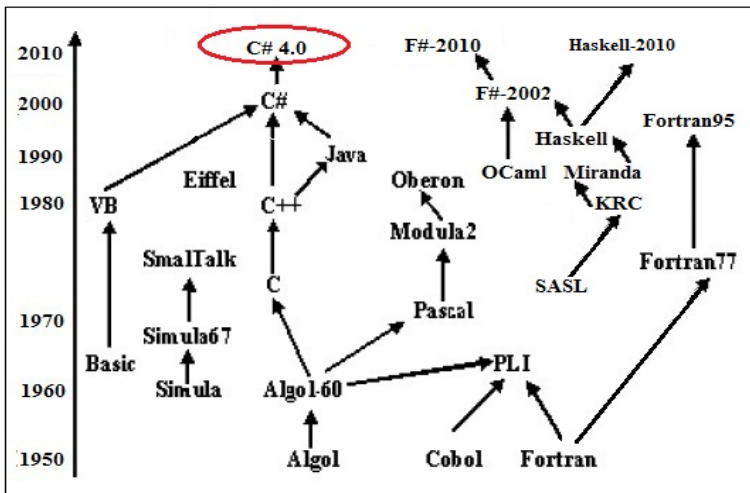 2010
C# 4.0
F#-2010
Haskell-2010
2000
C#
F#-2002
Fortran95
Haskell
1990
Java
Eiffel
OCaml
Miranda
Oberon
1980
VB
C++
KRC
Modula2
SmalTalk
Fortran77
C
SASL
Pascal
1970
Simula67
Basic
PLI
1960
Simula
Algol-60
1950
Algol
Cobol
Fortran